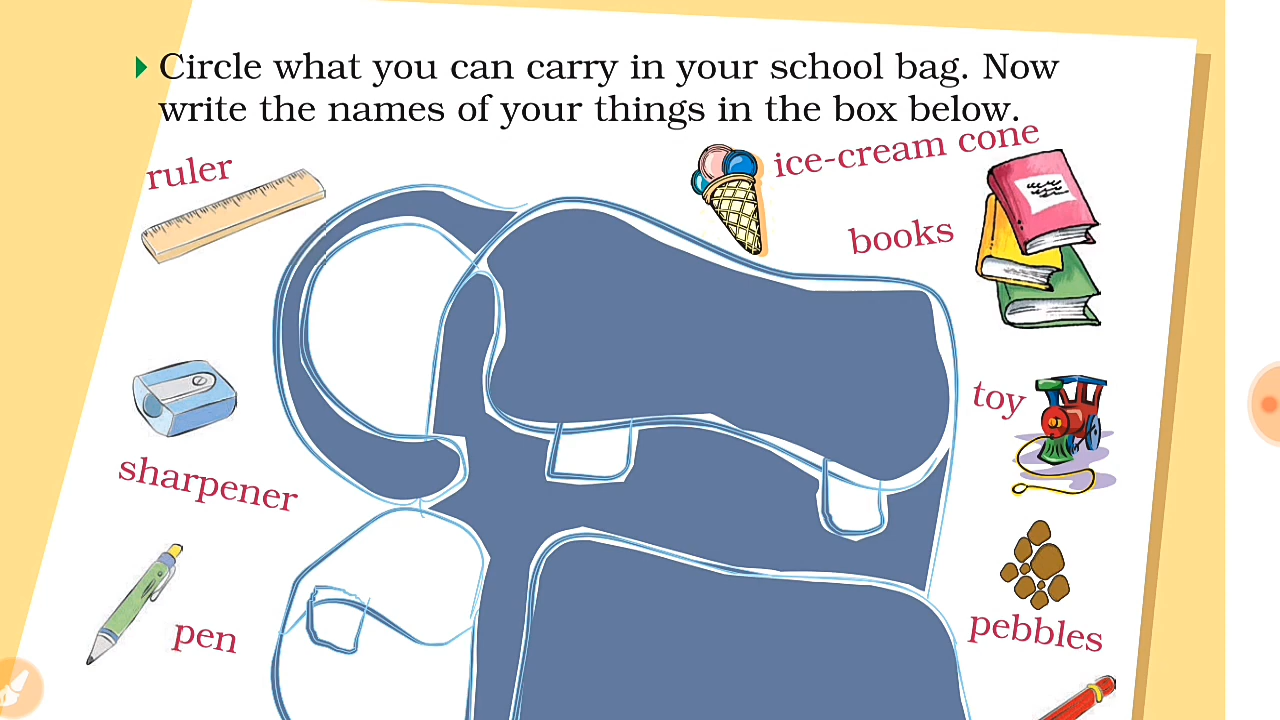 Circle what you can carry in your school bag. Now
write the names of your things in the box below.
ice-cream cone
ruler
books
toy
sharpener
pen
pebbles